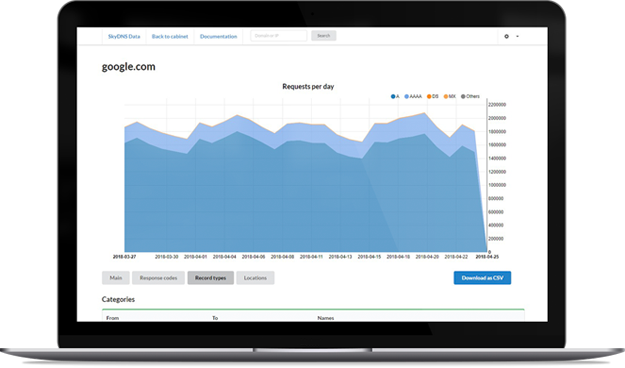 SkyDNS Data Back to cabinet Documentation Domain or IP Search
google.com
Requests per day
A AAAA DS MX Others
2200000
2000000
1800000
1600000
1400000
1200000
1000000
800000
600000
400000
200000
0
2018-03-27 2018-03-30 2018-04-01 2018-04-04 2018-04-06 2018-04-08 2018-04-11 2018-04-13 2018-04-15 2018-04-18 2018-04-20 2018-04-22 2018-04-25
Main Response codes Record types Locations Download as CSV
Categories
From To Names